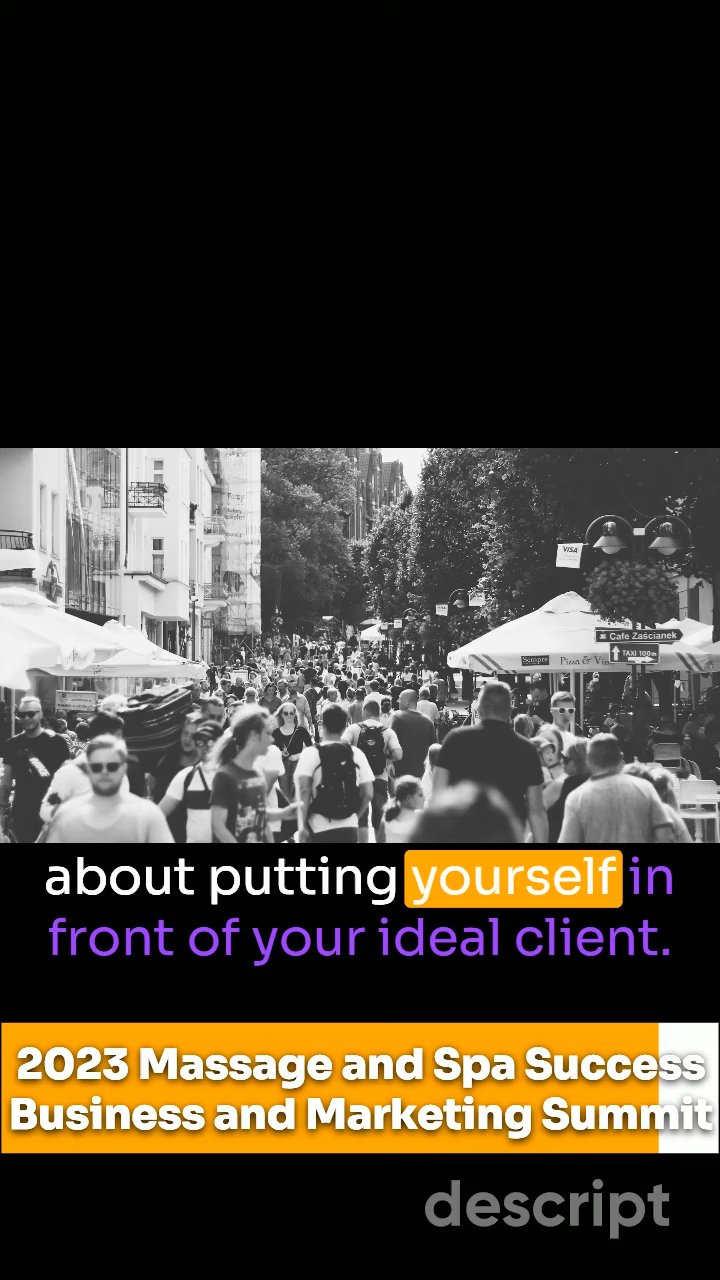 VISA
Cafe Zaścianek
TAXI 100m
Sempre Pizza & Vi
about putting yourself in
front of your ideal client.
2023 Massage and Spa Success
Business and Marketing Summit
descript